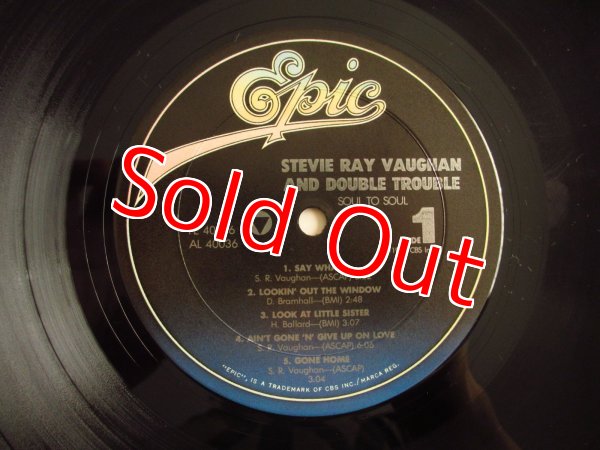 Epic
STEVIE RAY VAUGHAN
AND DOUBLE TROUBLE
SOUL TO SOUL
AL 40036
1
CBS
1. SAY
S. R. Vaughan—(ASCAP)
2. LOOKIN' OUT THE WINDOW
D. Bramhall—(BMI) 2:48
3. LOOK AT LITTLE SISTER
H. Ballard—(BMI) 3:07
4. AIN'T GONE 'N' GIVE UP ON LOVE
S. R. Vaughan—(ASCAP) 6:05
5. GONE HOME
S. R. Vaughan—(ASCAP)
3:04
"EPIC", IS A TRADEMARK OF CBS INC./MARCA REG.
Sold Out